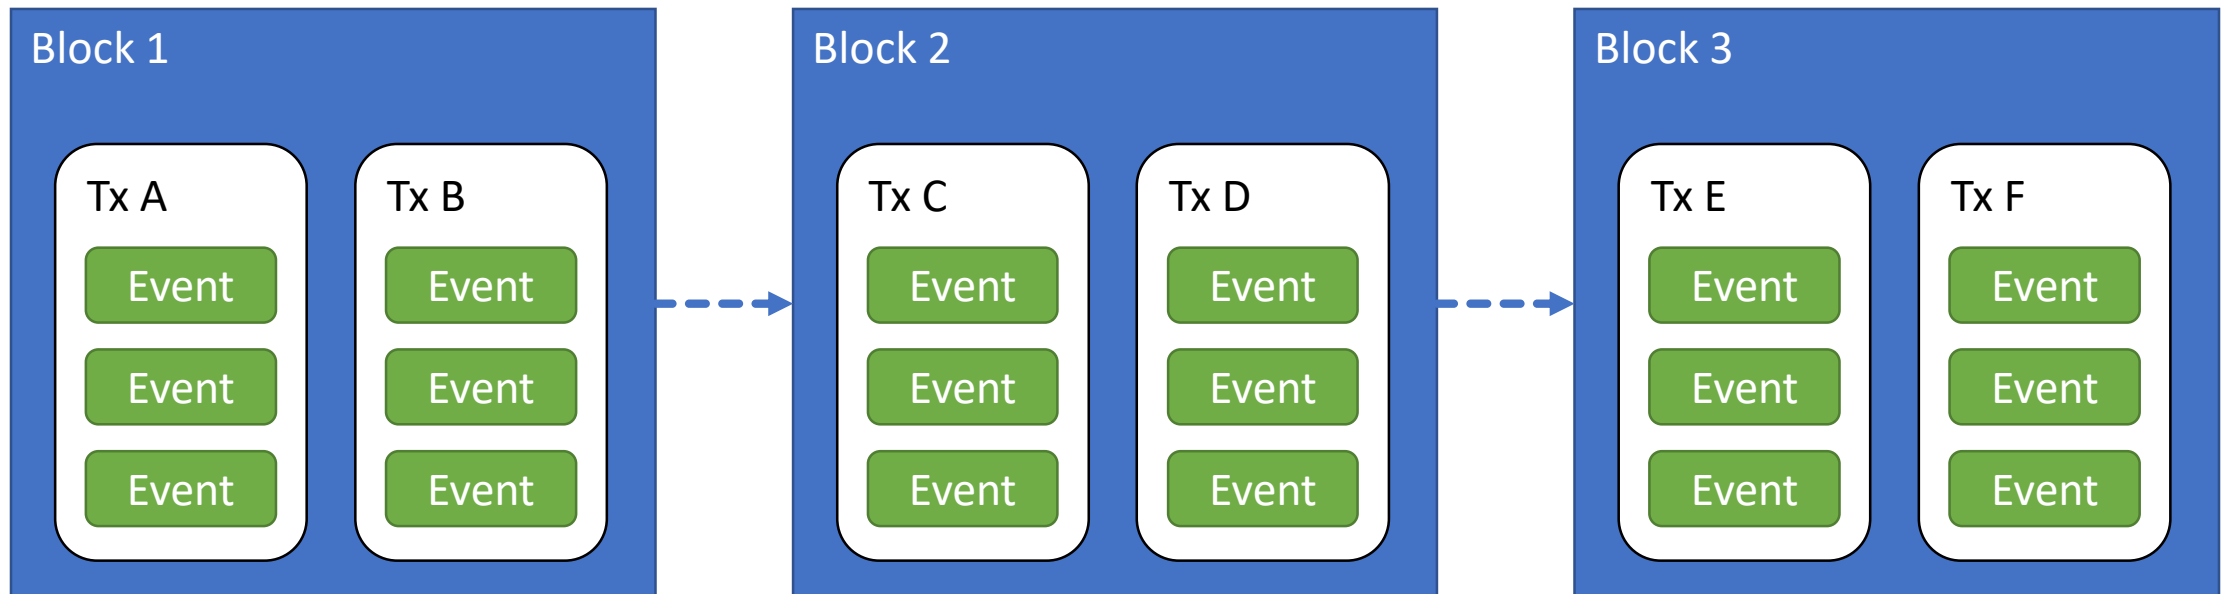 Block 1
Tx A
Event
Event
Event
Tx B
Event
Event
Event
Block 2
Tx C
Event
Event
Event
Tx D
Event
Event
Event
Block 3
Tx E
Event
Event
Event
Tx F
Event
Event
Event